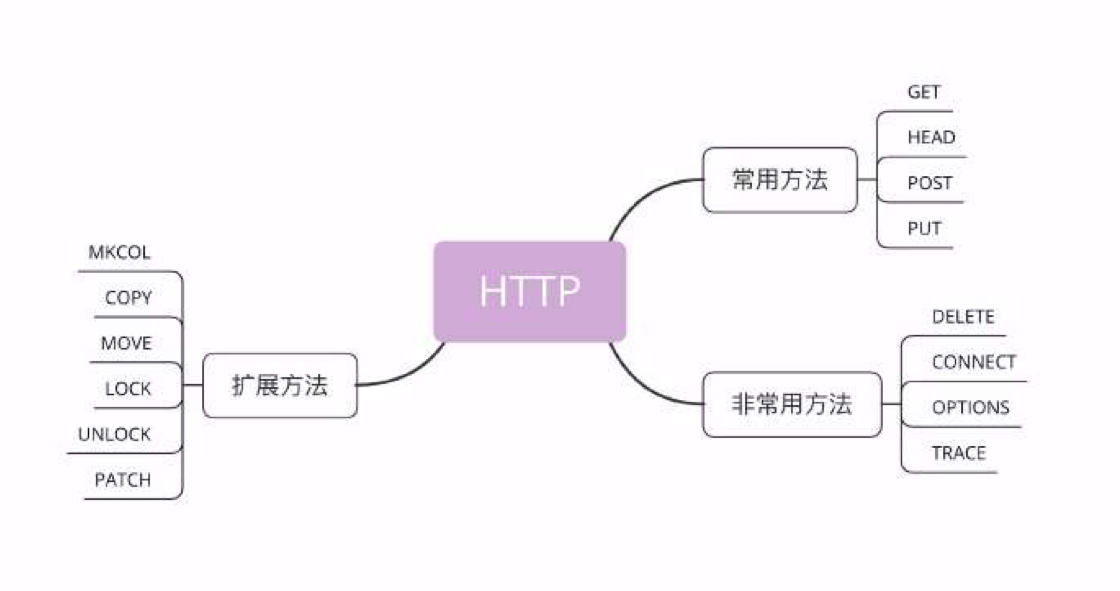 HTTP
常用方法
GET
HEAD
POST
PUT
非常用方法
DELETE
CONNECT
OPTIONS
TRACE
扩展方法
MKCOL
COPY
MOVE
LOCK
UNLOCK
PATCH